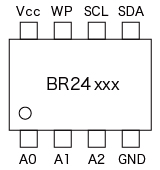 Vcc WP SCL SDA
BR24 xxx
A0 A1 A2 GND